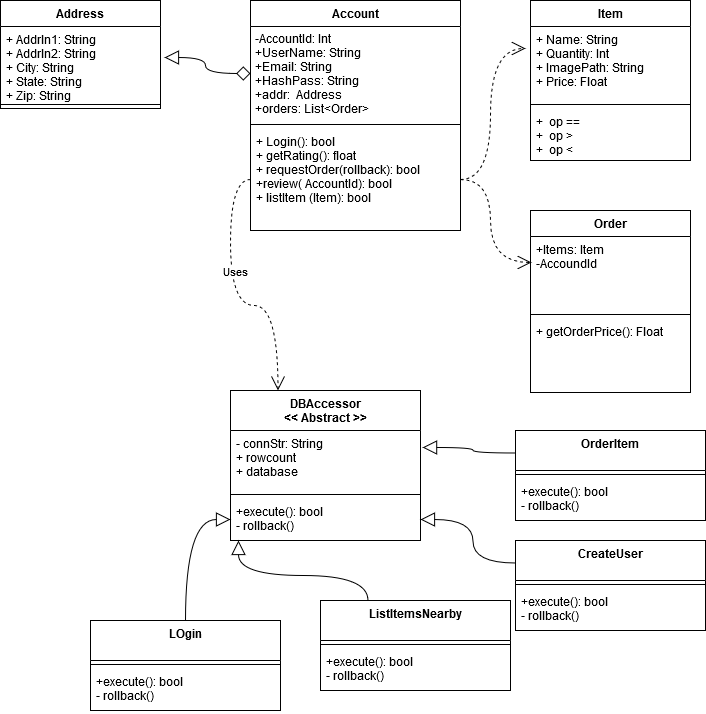 Address
+ AddrIn1: String
+ AddrIn2: String
+ City: String
+ State: String
+ Zip: String
Account
-AccountId: Int
+UserName: String
+Email: String
+HashPass: String
+addr:  Address
+orders: List<Order>
+ Login(): bool
+ getRating(): float
+ requestOrder(rollback): bool
+review( AccountId): bool
+ listItem (Item): bool
Item
+ Name: String
+ Quantity: Int
+ ImagePath: String
+ Price: Float
+  op ==
+  op >
+  op <
Order
+Items: Item
-AccoundId
+ getOrderPrice(): Float
Uses
DBAccessor
<< Abstract >>
- connStr: String
+ rowcount
+ database
+execute(): bool
- rollback()
OrderItem
+execute(): bool
- rollback()
CreateUser
+execute(): bool
- rollback()
ListItemsNearby
+execute(): bool
- rollback()
LOgin
+execute(): bool
- rollback()